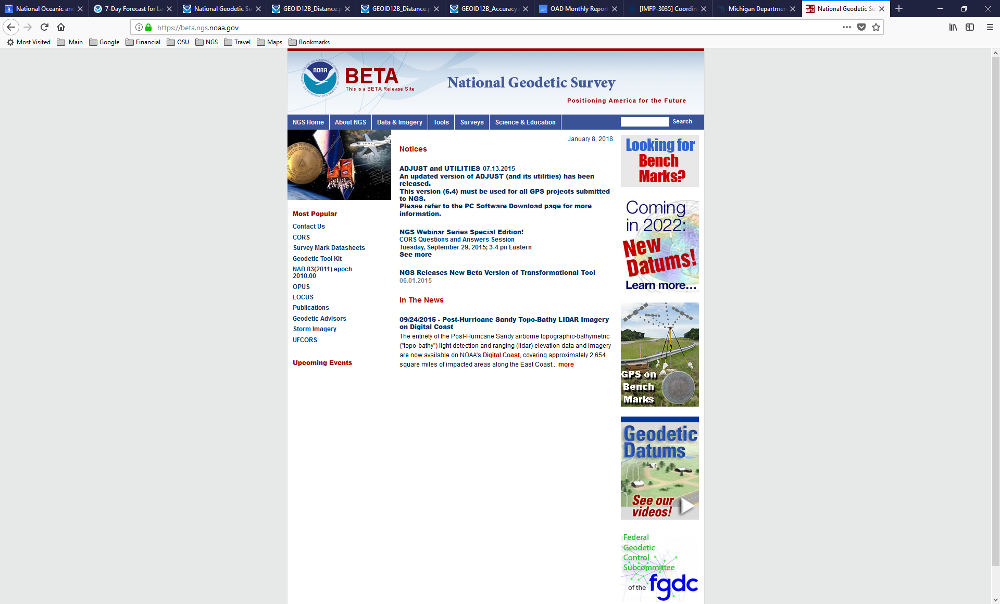 National Oceanic and
7-Day Forecast for La
National Geodetic Su
GEOID12B_Distance.p
GEOID12B_Distance.p
GEOID12B_Accuracy.
OAD Monthly Report
[IMFP-3035] Coordin
Michigan Departmen
National Geodetic Su
https://beta.ngs.noaa.gov
Most Visited
Main
Google
Financial
OSU
NGS
Travel
Maps
Bookmarks
NOAA
BETA
This is a BETA Release Site
National Geodetic Survey
Positioning America for the Future
NGS Home
About NGS
Data & Imagery
Tools
Surveys
Science & Education
Search
Most Popular
Contact Us
CORS
Survey Mark Datasheets
Geodetic Tool Kit
NAD 83(2011) epoch
2010.00
OPUS
LOCUS
Publications
Geodetic Advisors
Storm Imagery
UFCORS
Upcoming Events
January 8, 2018
Notices
ADJUST and UTILITIES 07.13.2015
An updated version of ADJUST (and its utilities) has been
released.
This version (6.4) must be used for all GPS projects submitted
to NGS.
Please refer to the PC Software Download page for more
information.
NGS Webinar Series Special Edition!
CORS Questions and Answers Session
Tuesday, September 29, 2015; 3-4 pn Eastern
See more
NGS Releases New Beta Version of Transformational Tool
06.01.2015
In The News
09/24/2015 - Post-Hurricane Sandy Topo-Bathy LIDAR Imagery
on Digital Coast
The entirety of the Post-Hurricane Sandy airborne topographic-bathymetric
("topo-bathy") light detection and ranging (lidar) elevation data and imagery
are now available on NOAA's Digital Coast, covering approximately 2,654
square miles of impacted areas along the East Coast... more
Looking for
Bench
Marks?
Coming
in 2022:
New
Datums!
Learn more...
GPS on
Bench
Marks
Geodetic
Datums
See our
videos!
Federal
Geodetic
Control
Subcommittee
of the fgdc